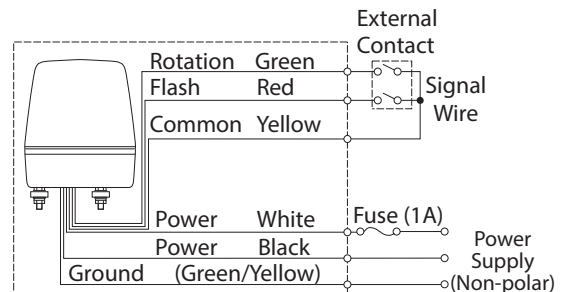 External
Contact
Rotation Green
Flash Red
Signal
Wire
Common Yellow
Power White
Fuse (1A)
Power Black
Power
Supply
(Non-polar)
Ground (Green/Yellow)